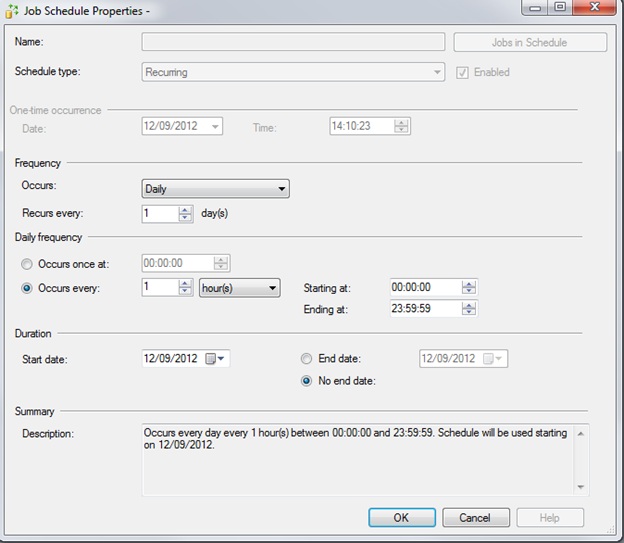 Job Schedule Properties -
Name:
Jobs in Schedule
Schedule type: Recurring Enabled
One-time occurrence
Date: 12/09/2012 Time: 14:10:23
Frequency
Occurs: Daily
Recurs every: 1 day(s)
Daily frequency
Occurs once at: 00:00:00
Occurs every: 1 hour(s) Starting at: 00:00:00
Ending at: 23:59:59
Duration
Start date: 12/09/2012 End date: 12/09/2012
No end date:
Summary
Description: Occurs every day every 1 hour(s) between 00:00:00 and 23:59:59. Schedule will be used starting
on 12/09/2012.
OK Cancel Help